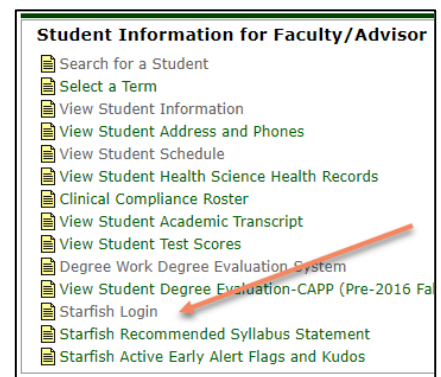 Student Information for Faculty/Advisor
Search for a Student
Select a Term
View Student Information
View Student Address and Phones
View Student Schedule
View Student Health Science Health Records
Clinical Compliance Roster
View Student Academic Transcript
View Student Test Scores
Degree Work Degree Evaluation System
View Student Degree Evaluation-CAPP (Pre-2016 Fal
Starfish Login
Starfish Recommended Syllabus Statement
Starfish Active Early Alert Flags and Kudos